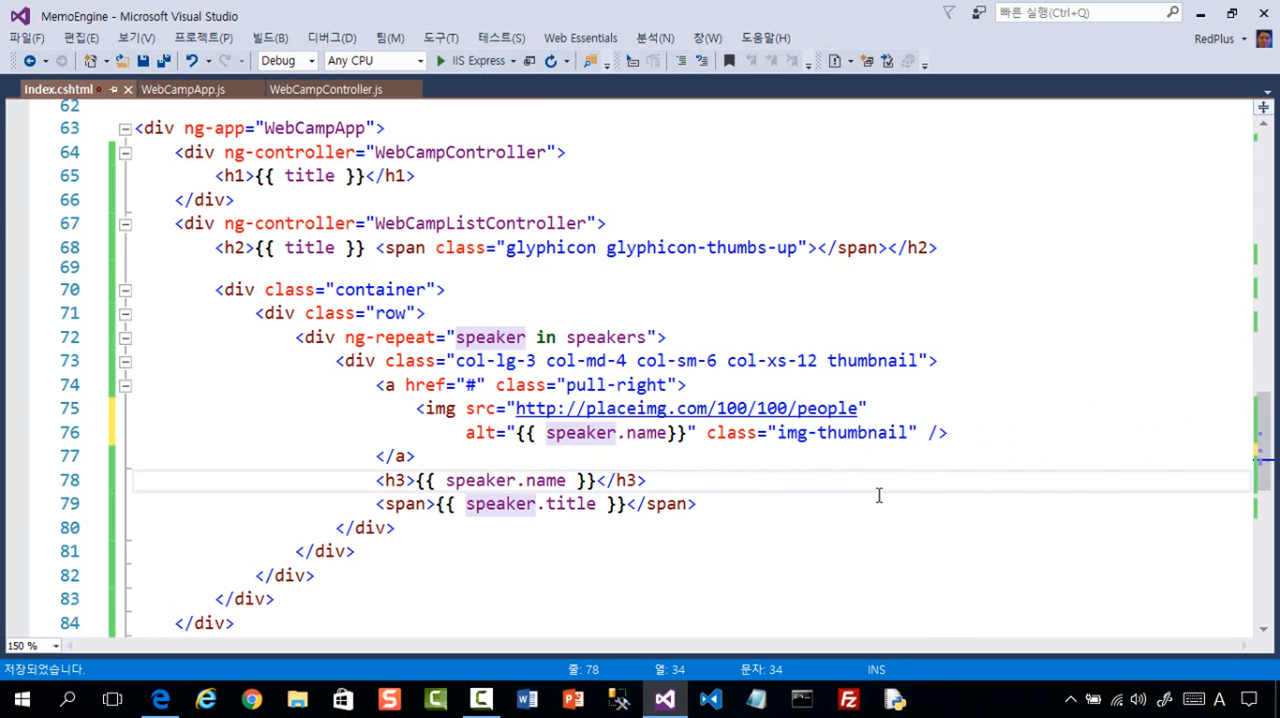 MemoEngine - Microsoft Visual Studio
빠른 실행(Ctrl+Q)
파일(F) 편집(E) 보기(V) 프로젝트(P) 빌드(B) 디버그(D) 팀(M) 도구(T) 테스트(S) Web Essentials 분석(N) 창(W) 도움말(H) RedPlus
Debug Any CPU IIS Express
Index.cshtml WebCampApp.js WebCampController.js
62
63 <div ng-app="WebCampApp">
64 <div ng-controller="WebCampController">
65 <h1>{{ title }}</h1>
66 </div>
67 <div ng-controller="WebCampListController">
68 <h2>{{ title }} <span class="glyphicon glyphicon-thumbs-up"></span></h2>
69
70 <div class="container">
71 <div class="row">
72 <div ng-repeat="speaker in speakers">
73 <div class="col-lg-3 col-md-4 col-sm-6 col-xs-12 thumbnail">
74 <a href="#" class="pull-right">
75 <img src="http://placeimg.com/100/100/people"
76 alt="{{ speaker.name}}" class="img-thumbnail" />
77 </a>
78 <h3>{{ speaker.name }}</h3>
79 <span>{{ speaker.title }}</span>
80 </div>
81 </div>
82 </div>
83 </div>
84 </div>
150 %
저장되었습니다. 줄: 78 열: 34 문자: 34 INS
A